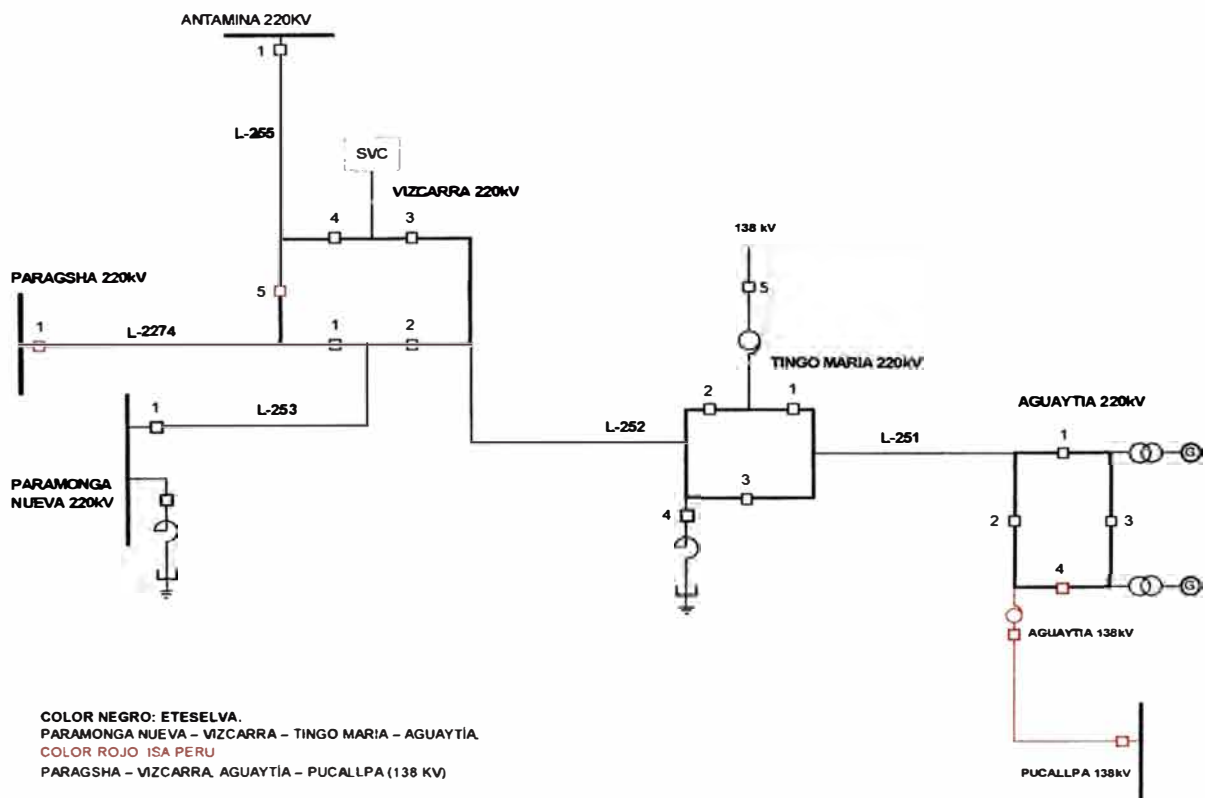 ANTAMINA 220KV
1
L-255
SVC
VIZCARRA 220kV
4
3
138 kV
PARAGSHA 220kV
5
5
1
L-2274
1
2
TINGO MARIA 220kV
2
1
AGUAYTIA 220kV
1
L-253
L-252
L-251
1
PARAMONGA
NUEVA 220kV
3
4
2
3
4
G
G
AGUAYTIA 138kV
COLOR NEGRO: ETESELVA.
PARAMONGA NUEVA – VIZCARRA – TINGO MARIA – AGUAYTÍA.
COLOR ROJO ISA PERU
PARAGSHA – VIZCARRA, AGUAYTÍA – PUCALLPA (138 KV)
PUCALLPA 138kV